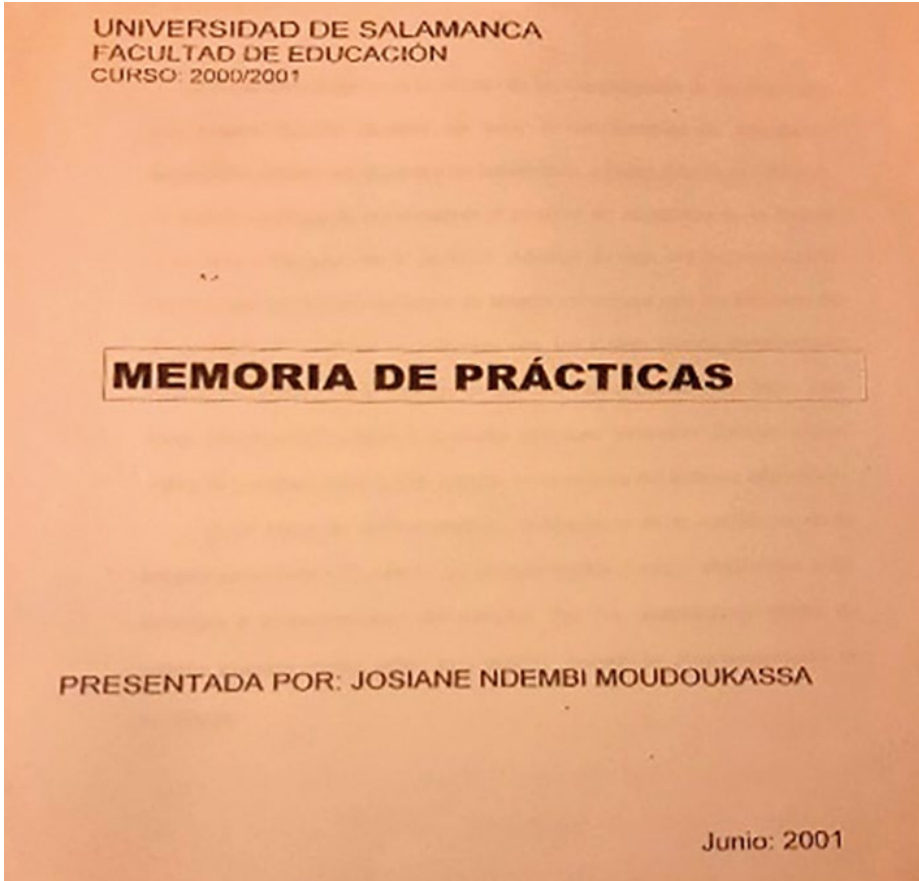 UNIVERSIDAD DE SALAMANCA
FACULTAD DE EDUCACIÓN
CURSO: 2000/2001
MEMORIA DE PRÁCTICAS
PRESENTADA POR: JOSIANE NDEMBI MOUDOUKASSA
Junio: 2001